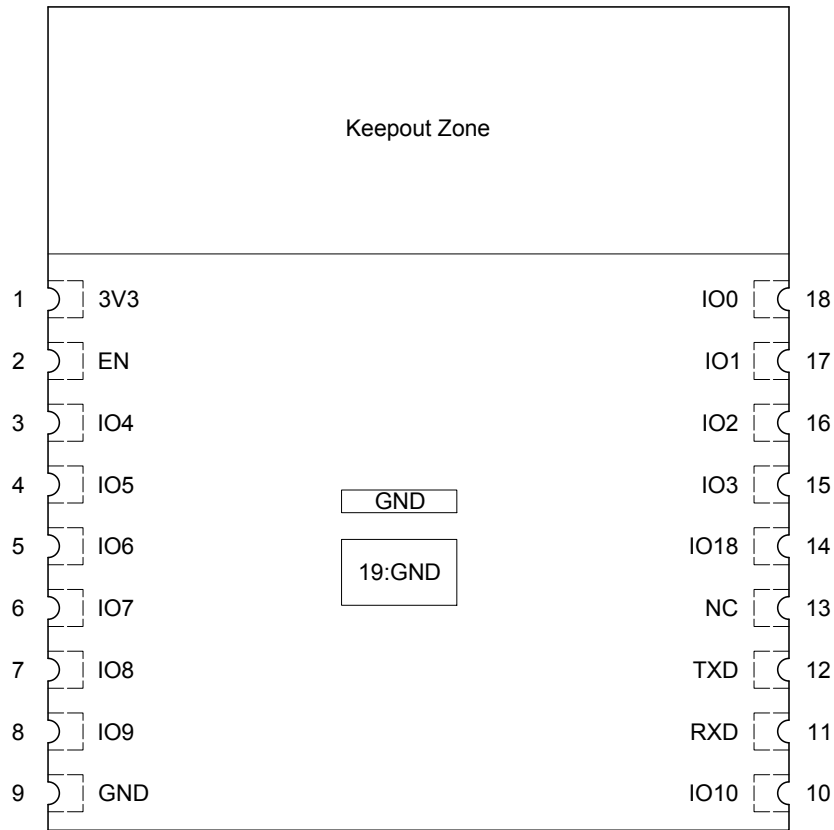 Keepout Zone
1 3V3 IO0 18
2 EN IO1 17
3 IO4 IO2 16
4 IO5 IO3 15
GND
5 IO6 IO18 14
19:GND
6 IO7 NC 13
7 IO8 TXD 12
8 IO9 RXD 11
9 GND IO10 10